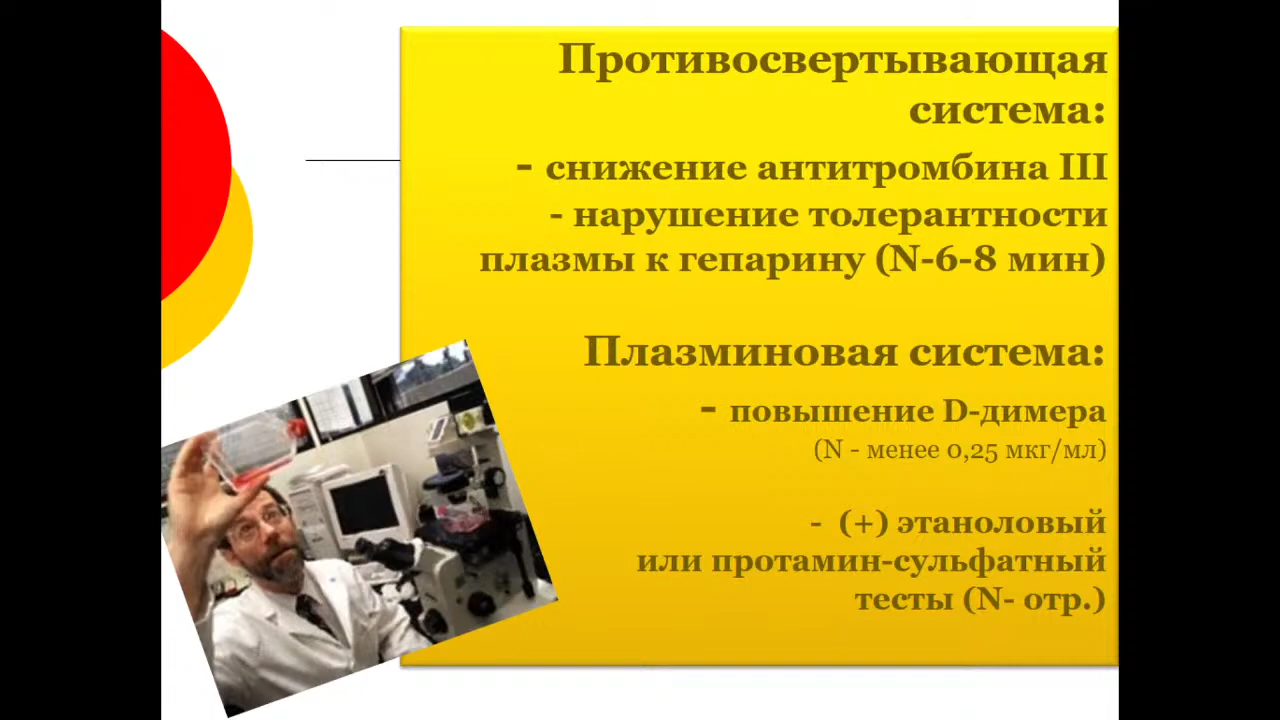 Противосвертывающая
система:
- снижение антитромбина III
- нарушение толерантности
плазмы к гепарину (N-6-8 мин)
Плазминовая система:
- повышение D-димера
(N - менее 0,25 мкг/мл)
- (+) этаноловый
или протамин-сульфатный
тесты (N- отр.)